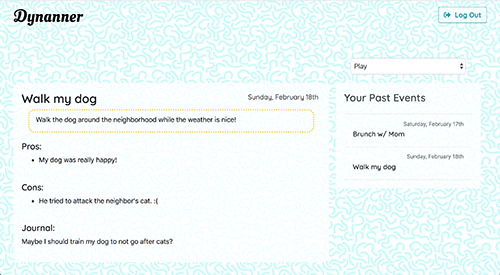 Dynanner
Log Out
Play
Walk my dog
Sunday, February 18th
Walk the dog around the neighborhood while the weather is nice!
Pros:
My dog was really happy!
Cons:
He tried to attack the neighbor's cat. :(
Journal:
Maybe I should train my dog to not go after cats?
Your Past Events
Saturday, February 17th
Brunch w/ Mom
Sunday, February 18th
Walk my dog